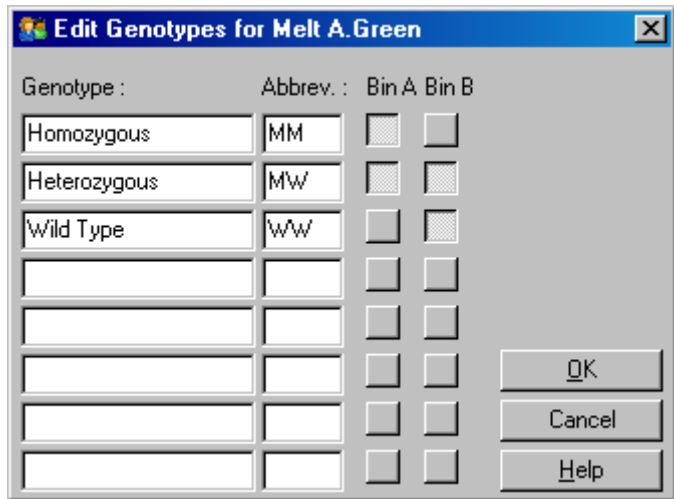 Edit Genotypes for Melt A.Green
Genotype : Abbrev. : Bin A Bin B
Homozygous MM
Heterozygous MW
Wild Type WW
OK
Cancel
Help